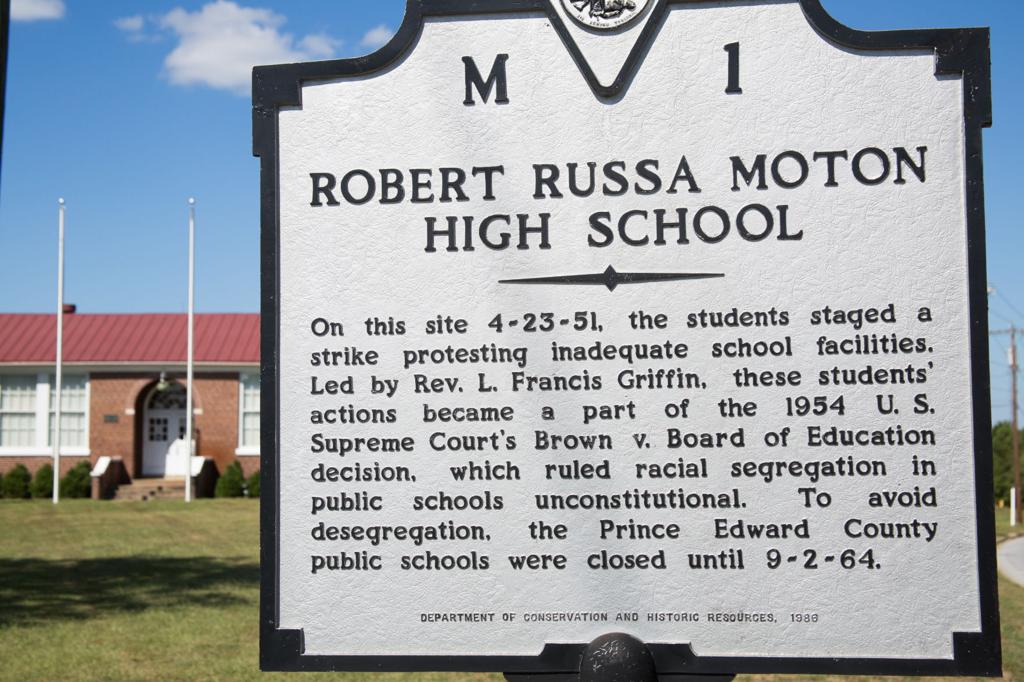 M 1
ROBERT RUSSA MOTON
HIGH SCHOOL
On this site 4-23-51, the students staged a
strike protesting inadequate school facilities.
Led by Rev. L. Francis Griffin, these students'
actions became a part of the 1954 U. S.
Supreme Court's Brown v. Board of Education
decision, which ruled racial segregation in
public schools unconstitutional. To avoid
desegregation, the Prince Edward County
public schools were closed until 9-2-64.
DEPARTMENT OF CONSERVATION AND HISTORIC RESOURCES,